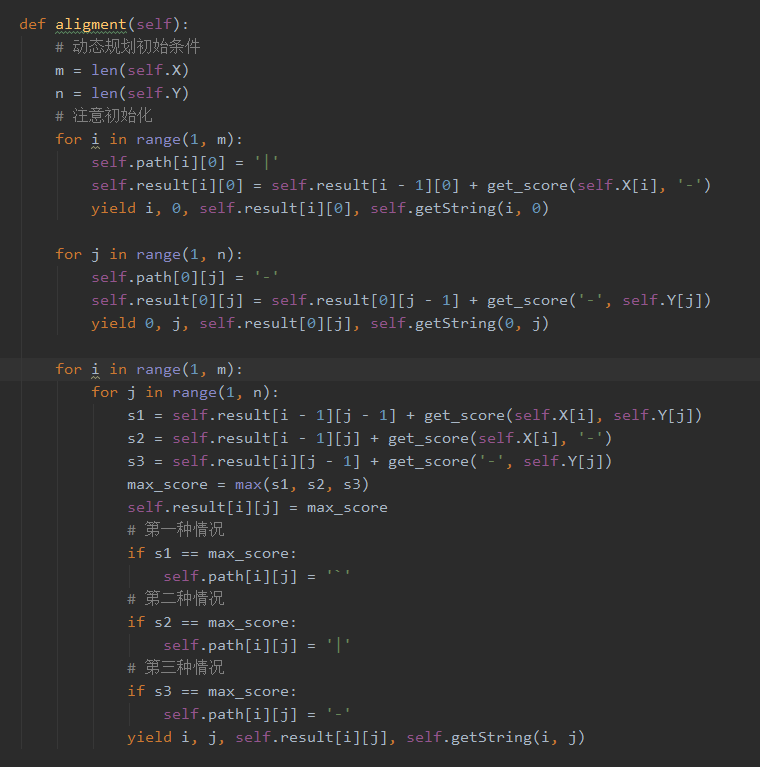 def aligment(self):
    # 动态规划初始条件
    m = len(self.X)
    n = len(self.Y)
    # 注意初始化
    for i in range(1, m):
        self.path[i][0] = '|'
        self.result[i][0] = self.result[i - 1][0] + get_score(self.X[i], '-')
        yield i, 0, self.result[i][0], self.getString(i, 0)

    for j in range(1, n):
        self.path[0][j] = '-'
        self.result[0][j] = self.result[0][j - 1] + get_score('-', self.Y[j])
        yield 0, j, self.result[0][j], self.getString(0, j)

    for i in range(1, m):
        for j in range(1, n):
            s1 = self.result[i - 1][j - 1] + get_score(self.X[i], self.Y[j])
            s2 = self.result[i - 1][j] + get_score(self.X[i], '-')
            s3 = self.result[i][j - 1] + get_score('-', self.Y[j])
            max_score = max(s1, s2, s3)
            self.result[i][j] = max_score
            # 第一种情况
            if s1 == max_score:
                self.path[i][j] = '`'
            # 第二种情况
            if s2 == max_score:
                self.path[i][j] = '|'
            # 第三种情况
            if s3 == max_score:
                self.path[i][j] = '-'
            yield i, j, self.result[i][j], self.getString(i, j)